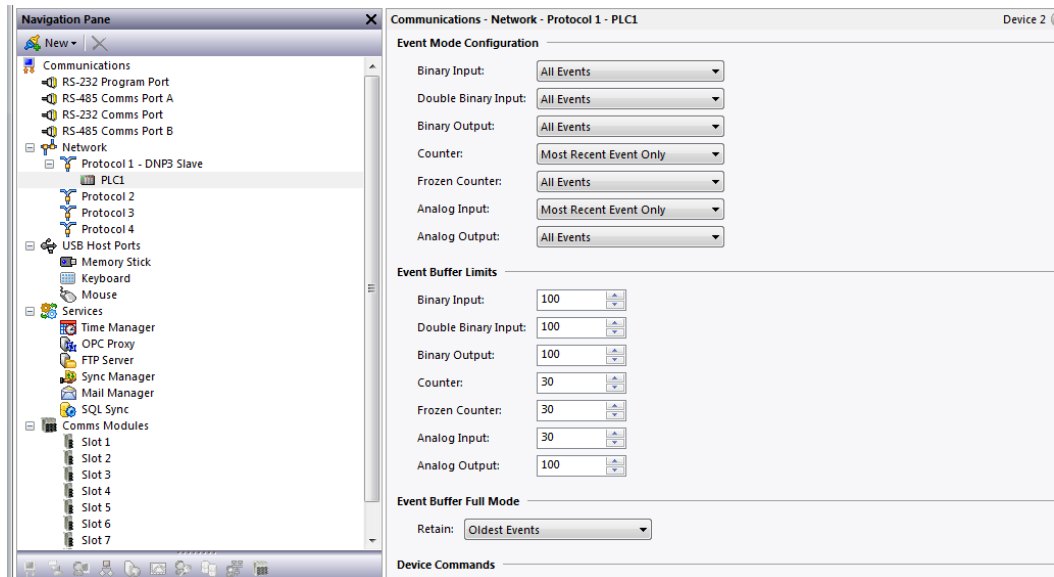 Navigation Pane
New
Communications
RS-232 Program Port
RS-485 Comms Port A
RS-232 Comms Port
RS-485 Comms Port B
Network
Protocol 1 - DNP3 Slave
PLC1
Protocol 2
Protocol 3
Protocol 4
USB Host Ports
Memory Stick
Keyboard
Mouse
Services
Time Manager
OPC Proxy
FTP Server
Sync Manager
Mail Manager
SQL Sync
Comms Modules
Slot 1
Slot 2
Slot 3
Slot 4
Slot 5
Slot 6
Slot 7
Communications - Network - Protocol 1 - PLC1 Device 2
Event Mode Configuration
Binary Input: All Events
Double Binary Input: All Events
Binary Output: All Events
Counter: Most Recent Event Only
Frozen Counter: All Events
Analog Input: Most Recent Event Only
Analog Output: All Events
Event Buffer Limits
Binary Input: 100
Double Binary Input: 100
Binary Output: 100
Counter: 30
Frozen Counter: 30
Analog Input: 30
Analog Output: 100
Event Buffer Full Mode
Retain: Oldest Events
Device Commands